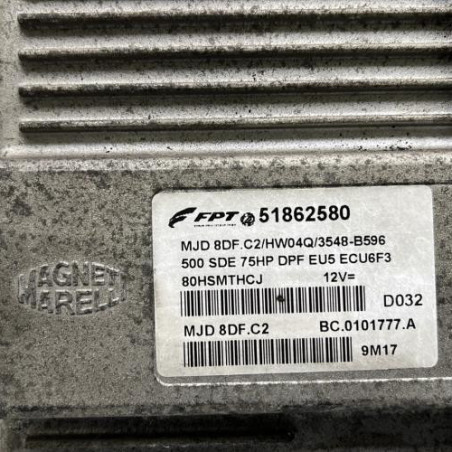 FPT 51862580
MJD 8DF.C2/HW04Q/3548-B596
500 SDE 75HP DPF EU5 ECU6F3
80HSMTHCJ 12V=
D032
MJD 8DF.C2 BC.0101777.A
9M17
MAGNETI
MARELLI